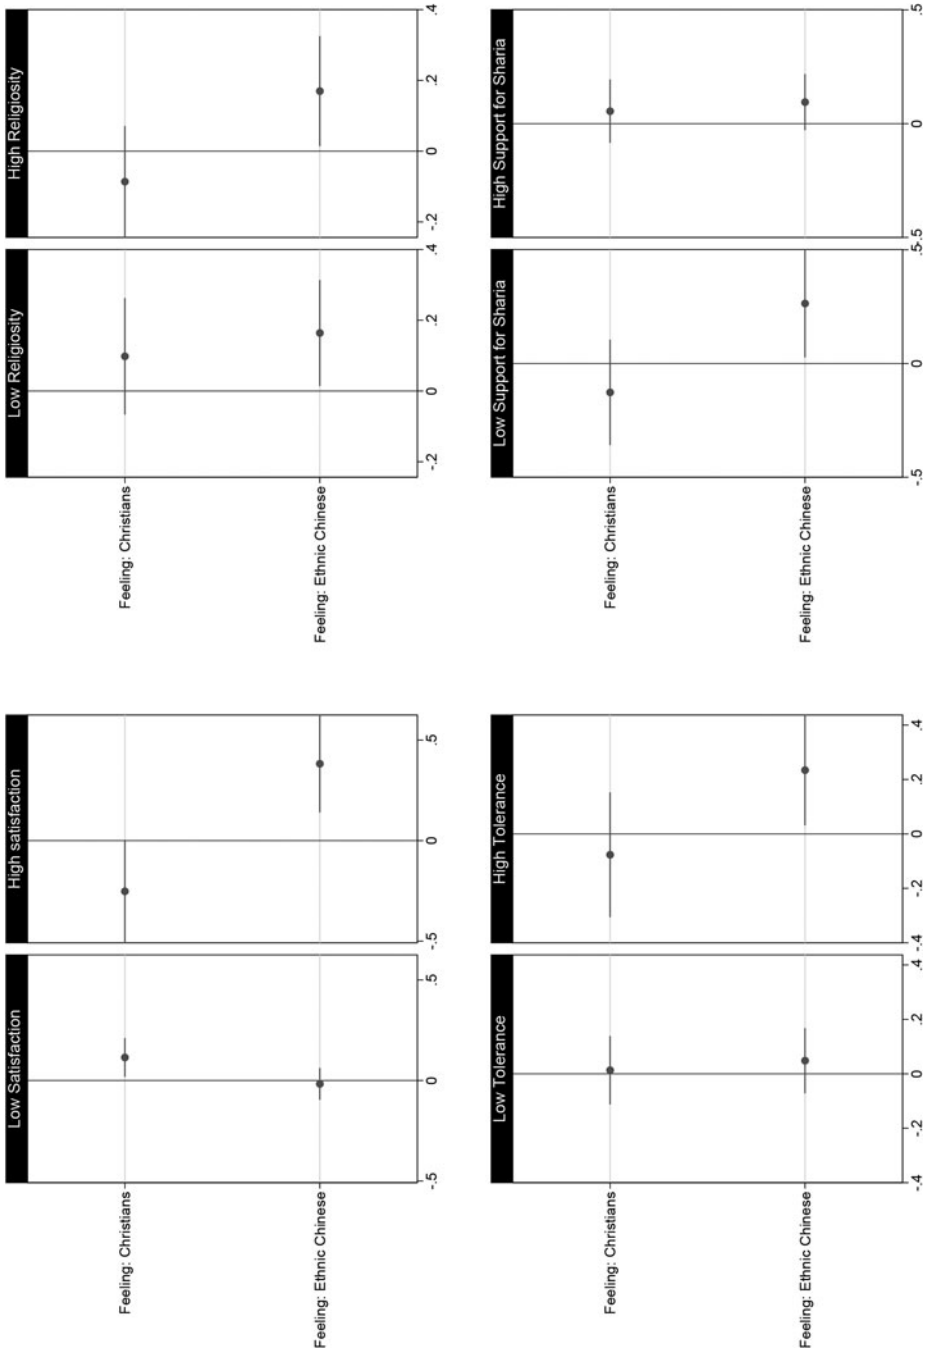 Low Satisfaction
High satisfaction
Feeling: Christians
Feeling: Ethnic Chinese
-.5 0 .5 -.5 0 .5
Low Religiosity
High Religiosity
Feeling: Christians
Feeling: Ethnic Chinese
-.2 0 .2 .4 -.2 0 .2 .4
Low Tolerance
High Tolerance
Feeling: Christians
Feeling: Ethnic Chinese
-.4 -.2 0 .2 .4 -.4 -.2 0 .2 .4
Low Support for Sharia
High Support for Sharia
Feeling: Christians
Feeling: Ethnic Chinese
-.5 0 .5 .5 0 .5